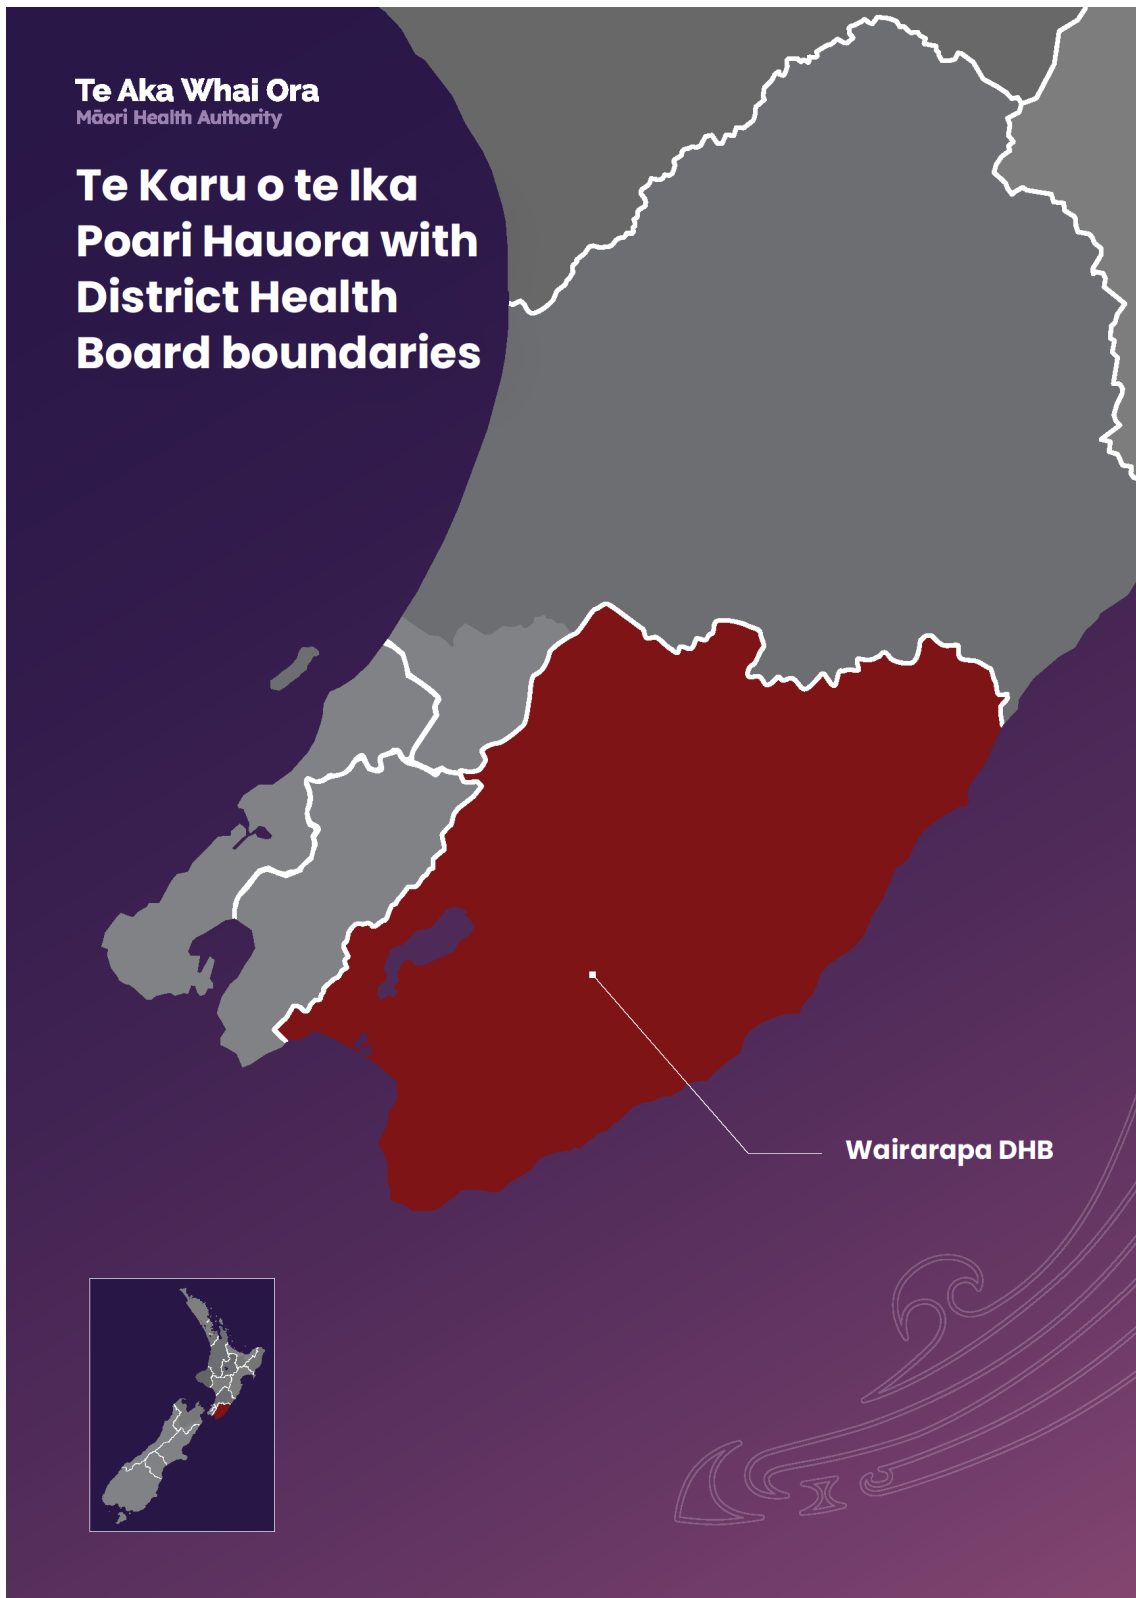 Te Aka Whai Ora
Māori Health Authority
Te Karu o te Ika
Poari Hauora with
District Health
Board boundaries
Wairarapa DHB